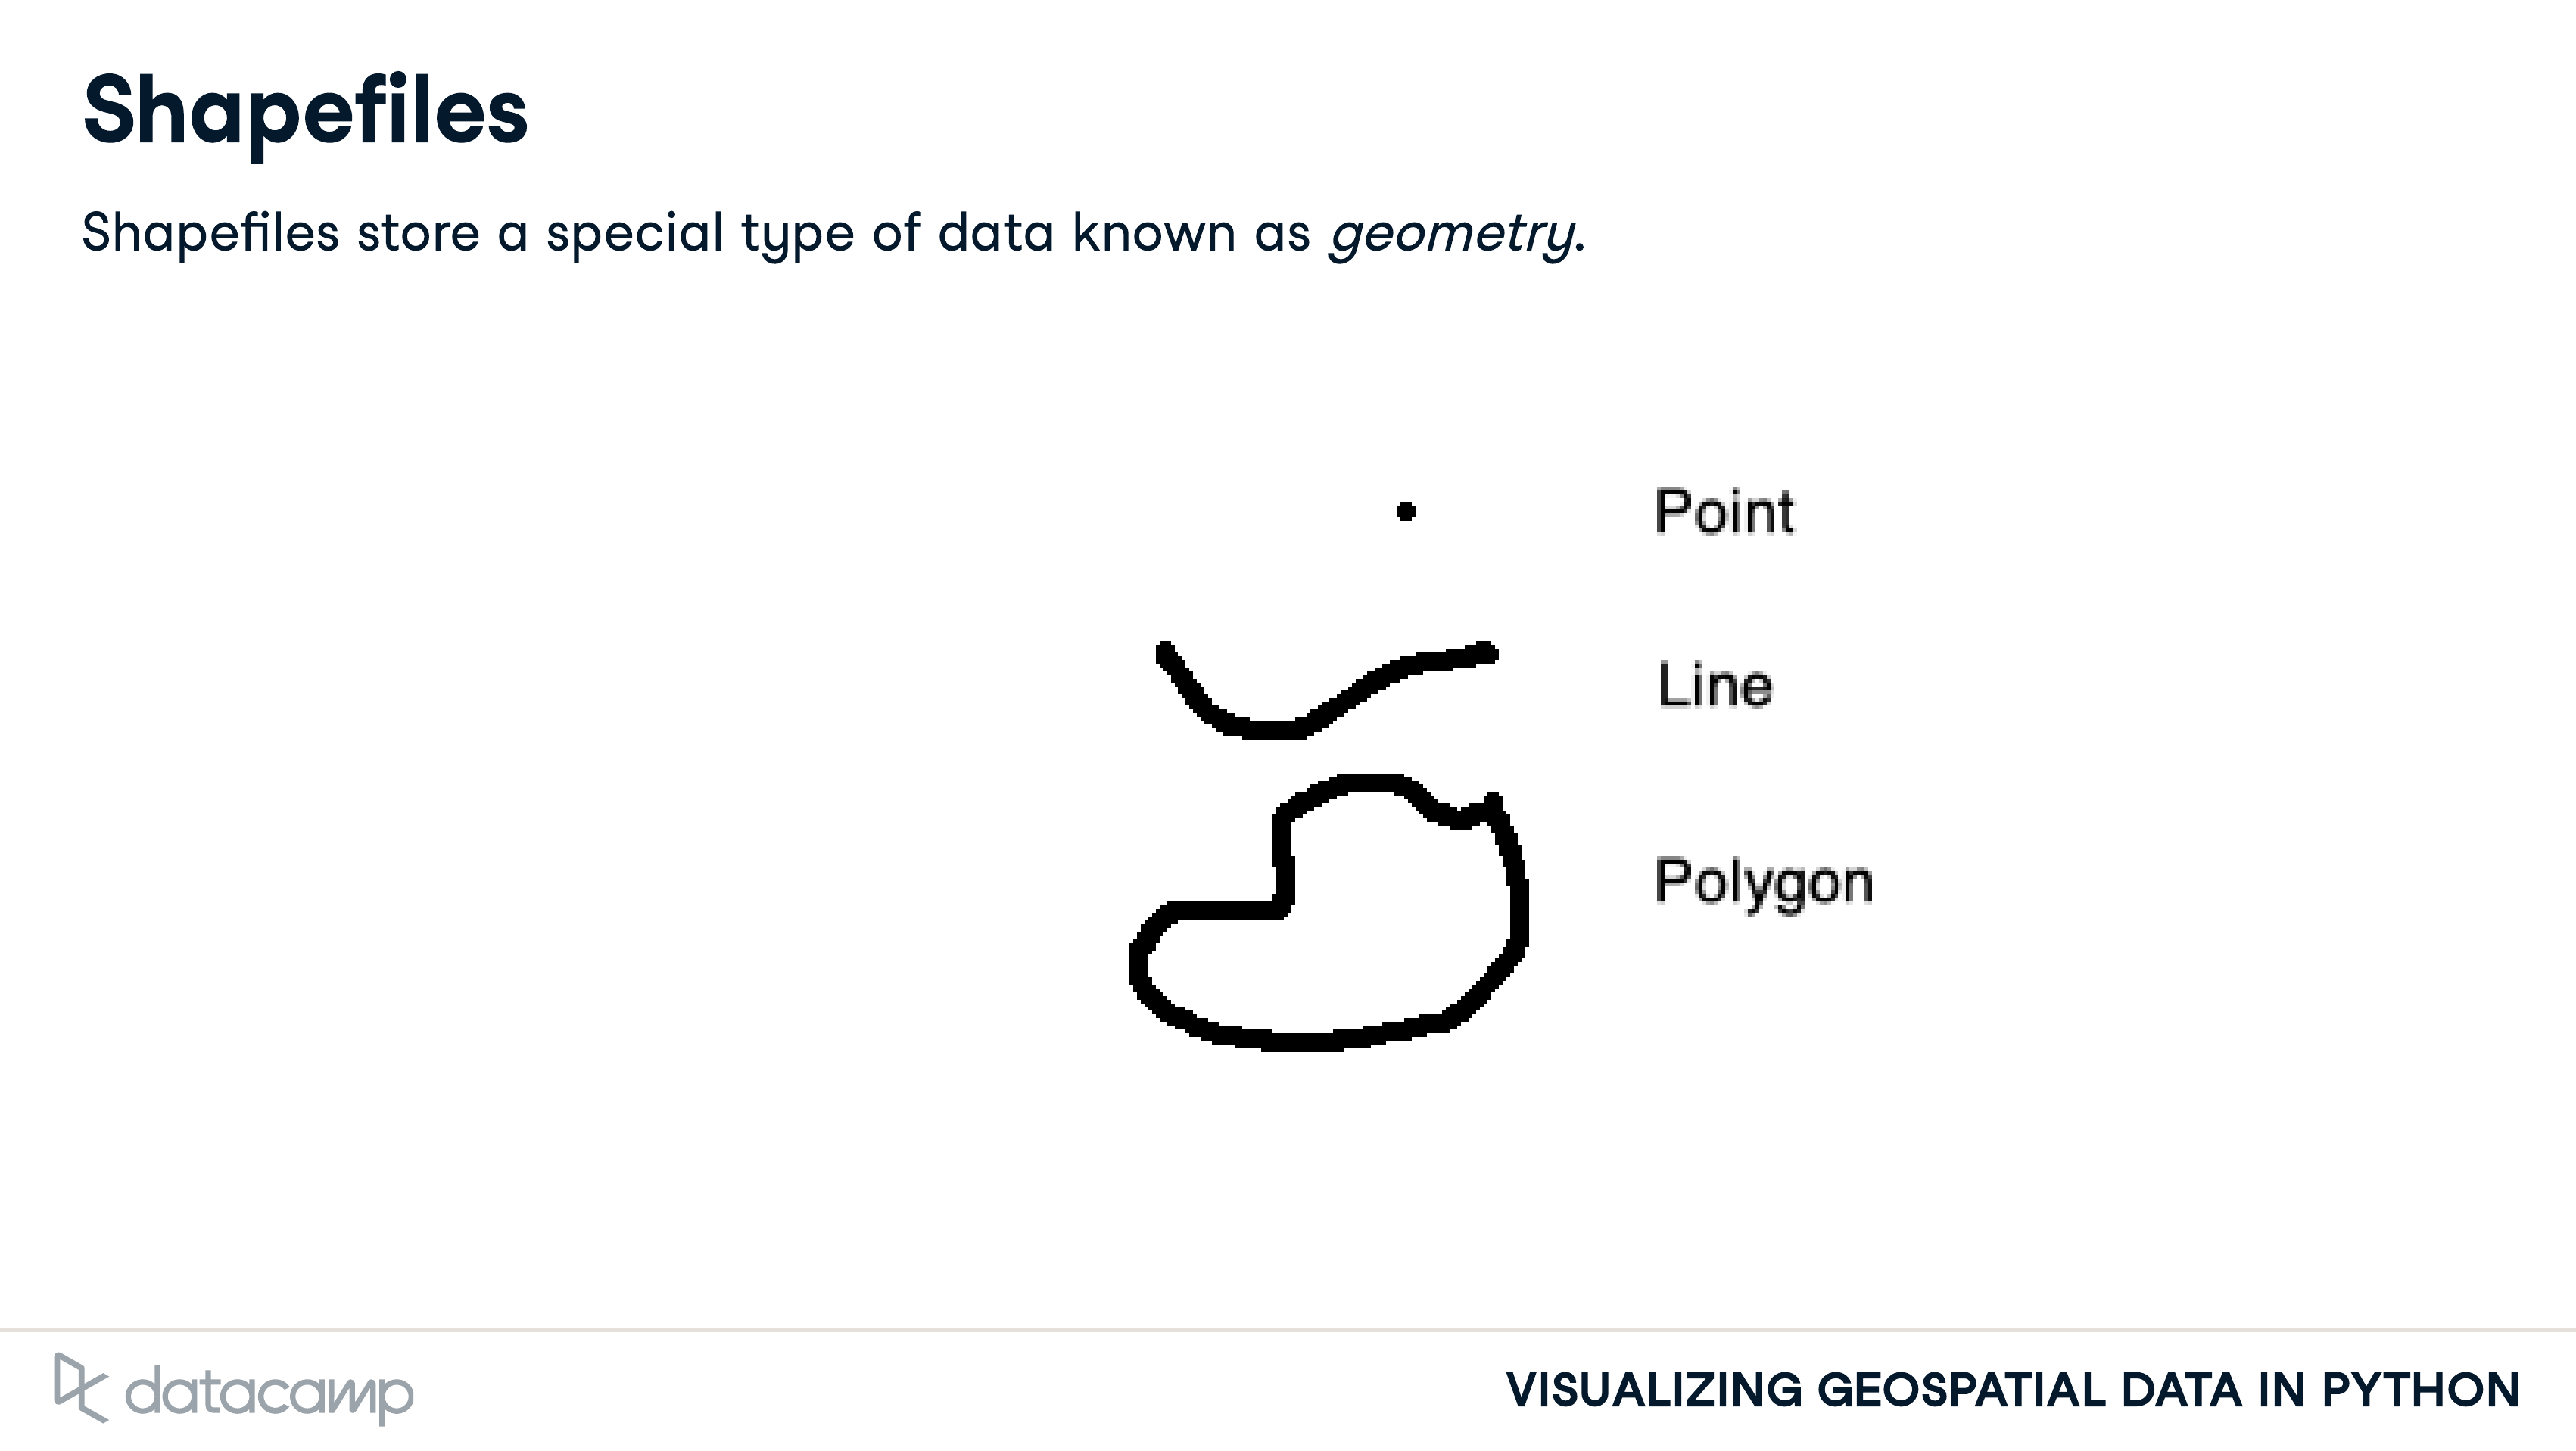 Shapefiles
Shapefiles store a special type of data known as geometry.
Point
Line
Polygon
datacamp
VISUALIZING GEOSPATIAL DATA IN PYTHON